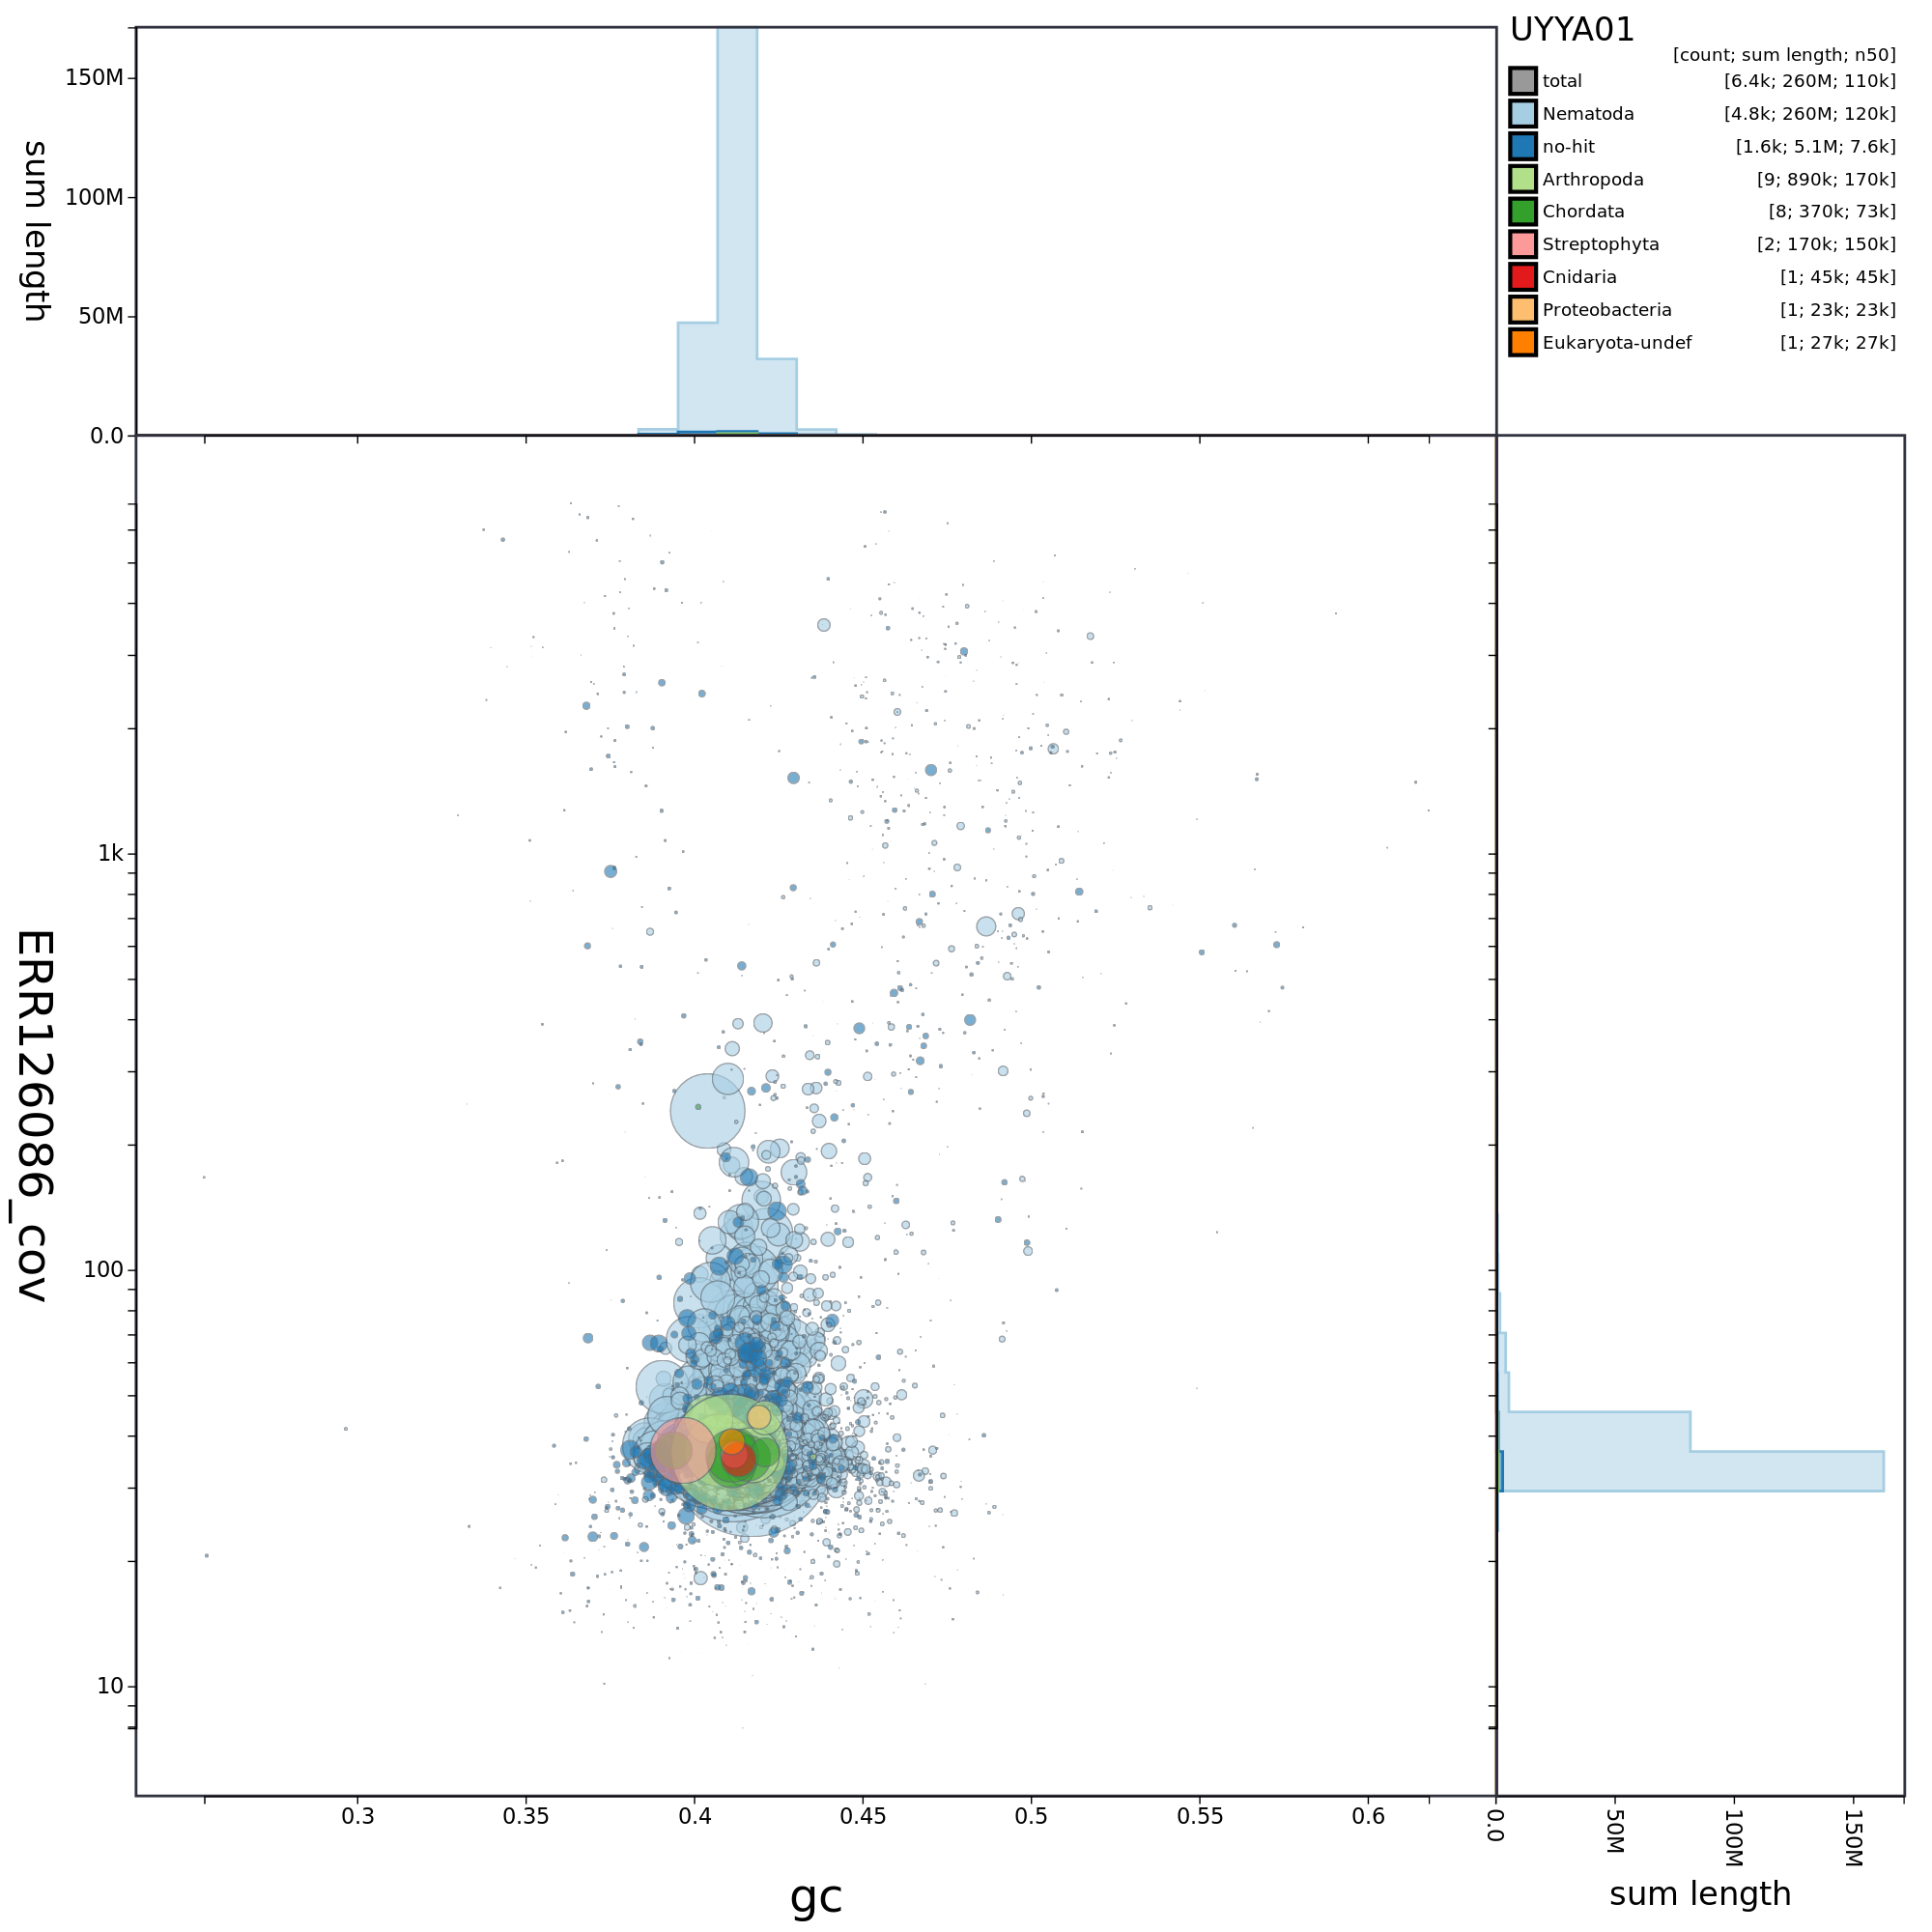 UYYA01
[count; sum length; n50]
total [6.4k; 260M; 110k]
Nematoda [4.8k; 260M; 120k]
no-hit [1.6k; 5.1M; 7.6k]
Arthropoda [9; 890k; 170k]
Chordata [8; 370k; 73k]
Streptophyta [2; 170k; 150k]
Cnidaria [1; 45k; 45k]
Proteobacteria [1; 23k; 23k]
Eukaryota-undef [1; 27k; 27k]
sum length
150M
100M
50M
0.0
ERR126086_cov
1k
100
10
0.3 0.35 0.4 0.45 0.5 0.55 0.6
gc
0.0 50M 100M 150M
sum length